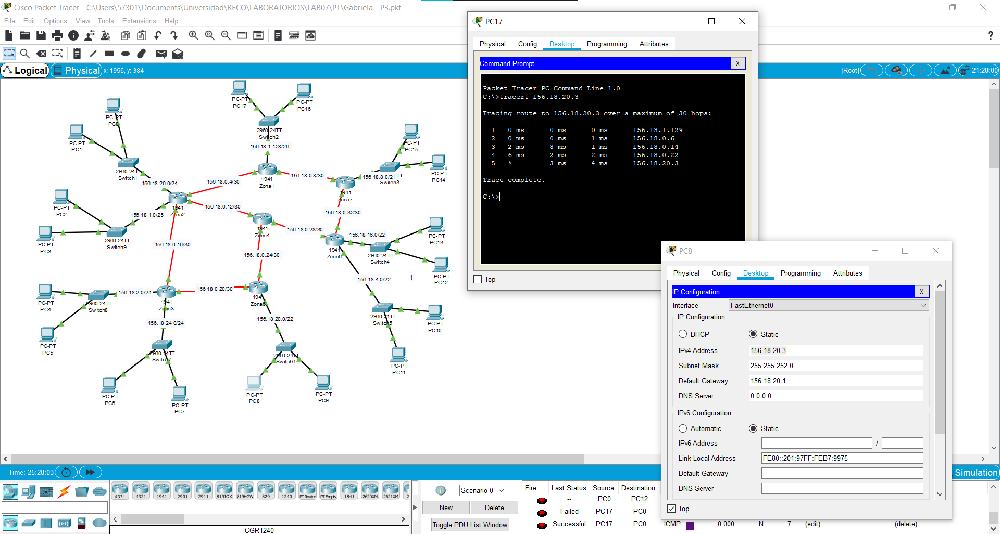 Cisco Packet Tracer - C:\Users\57301\Documents\Universidad\RECO\LABORATORIOS\LAB07\PT\Gabriela - P3.pkt
File Edit Options View Tools Extensions Help
Logical Physical x: 1956, y: 384
[Root] 21:28:00
PC-PT
PC17
PC-PT
PC16
PC-PT
PC0
2960-24TT
Switch2
156.18.1.128/26
PC-PT
PC1
PC-PT
PC15
PC-PT
PC14
2960-24TT
Switch1
156.18.26.0/24
156.18.0.4/30
1941
Zona1
156.18.0.8/30
156.18.8.0/21
TT
Switch3
1941
Zona7
PC-PT
PC2
1941
Zona2
156.18.0.12/30
156.18.1.0/25
156.18.0.32/30
1941
Zona4
156.18.0.28/30
156.18.16.0/22
PC-PT
PC13
2960-24TT
Switch9
PC-PT
PC3
156.18.0.16/30
156.18.0.24/30
1941
Zona6
2960-24TT
Switch4
156.18.4.0/22
PC-PT
PC12
156.18.2.0/24
156.18.0.20/30
PC-PT
PC4
2960-24TT
Switch8
1941
Zona3
194
Zona5
156.18.24.0/24
156.18.20.0/22
2960-24TT
Switch5
PC-PT
PC10
PC-PT
PC5
2960-24TT
Switch7
2960-24TT
Switch6
PC-PT
PC11
PC-PT
PC6
PC-PT
PC7
PC-PT
PC8
PC-PT
PC9
PC17
Physical Config Desktop Programming Attributes
Command Prompt X
Packet Tracer PC Command Line 1.0
C:\>tracert 156.18.20.3
Tracing route to 156.18.20.3 over a maximum of 30 hops:
1 0 ms 0 ms 0 ms 156.18.1.129
2 0 ms 0 ms 1 ms 156.18.0.6
3 2 ms 8 ms 1 ms 156.18.0.14
4 6 ms 2 ms 2 ms 156.18.0.22
5 * 3 ms 4 ms 156.18.20.3
Trace complete.
C:\>
Top
PC8
Physical Config Desktop Programming Attributes
IP Configuration X
Interface FastEthernet0
IP Configuration
DHCP Static
IPv4 Address 156.18.20.3
Subnet Mask 255.255.252.0
Default Gateway 156.18.20.1
DNS Server 0.0.0.0
IPv6 Configuration
Automatic Static
IPv6 Address /
Link Local Address FE80::201:97FF:FEB7:9975
Default Gateway
DNS Server
Top
Time: 25:28:03
Simulation
4331 4321 1941 2901 2911 819IOX 819HGW 829 1240 PT-Router PT-Empty 1841 2620XM 2621XM 2
CGR1240
Scenario 0
New Delete
Toggle PDU List Window
Fire Last Status Source Destination
-- PC0 PC12
Failed PC17 PC0
Successful PC17 PC0 ICMP 0.000 N 7 (edit) (delete)